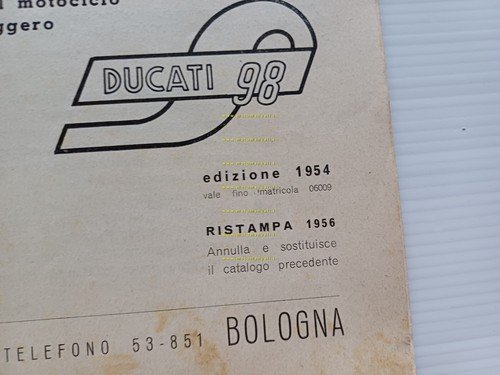 motociclo
ggero
DUCATI 98
edizione 1954
vale fino matricola 06009
RISTAMPA 1956
Annulla e sostituisce
il catalogo precedente
TELEFONO 53-851 BOLOGNA